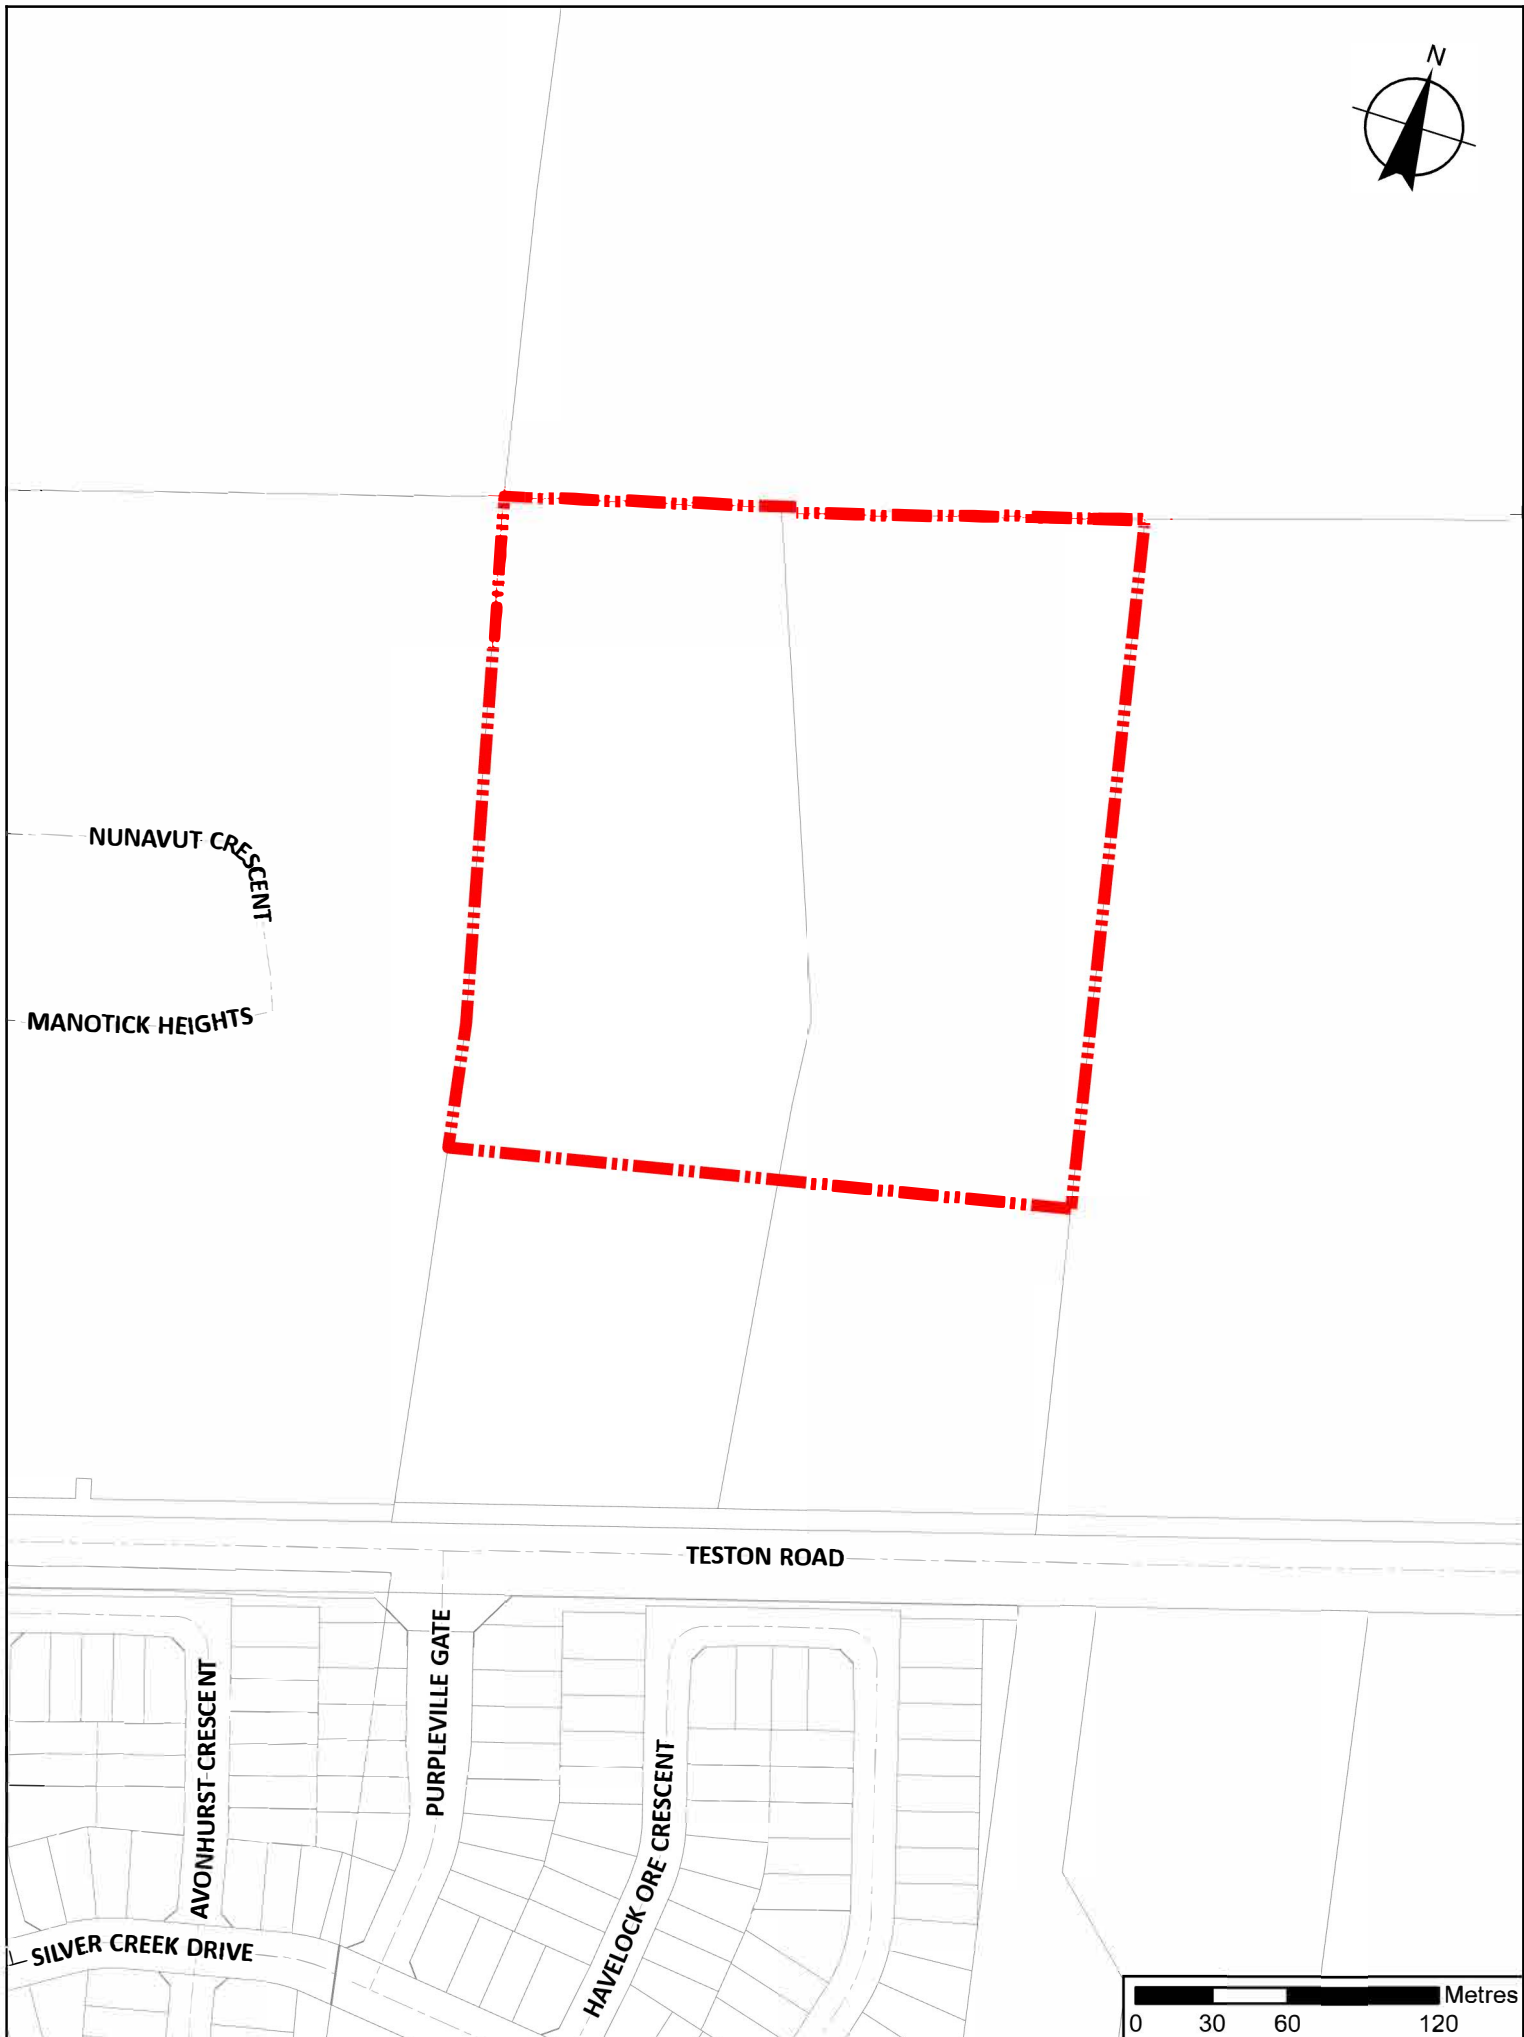 N
NUNAVUT CRESCENT
MANOTICK HEIGHTS
TESTON ROAD
PURPLEVILLE GATE
AVONHURST CRESCENT
HAVELOCK ORE CRESCENT
SILVER CREEK DRIVE
Metres
0 30 60 120